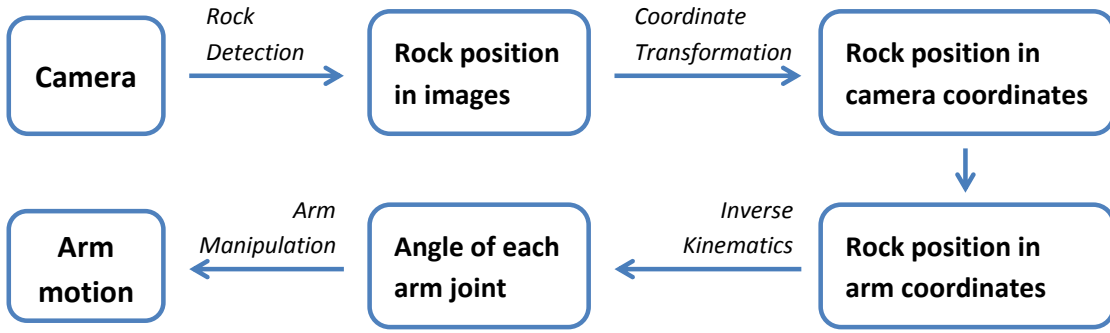 Camera
Rock
Detection
Rock position
in images
Coordinate
Transformation
Rock position in
camera coordinates
Rock position in
arm coordinates
Inverse
Kinematics
Angle of each
arm joint
Arm
Manipulation
Arm
motion